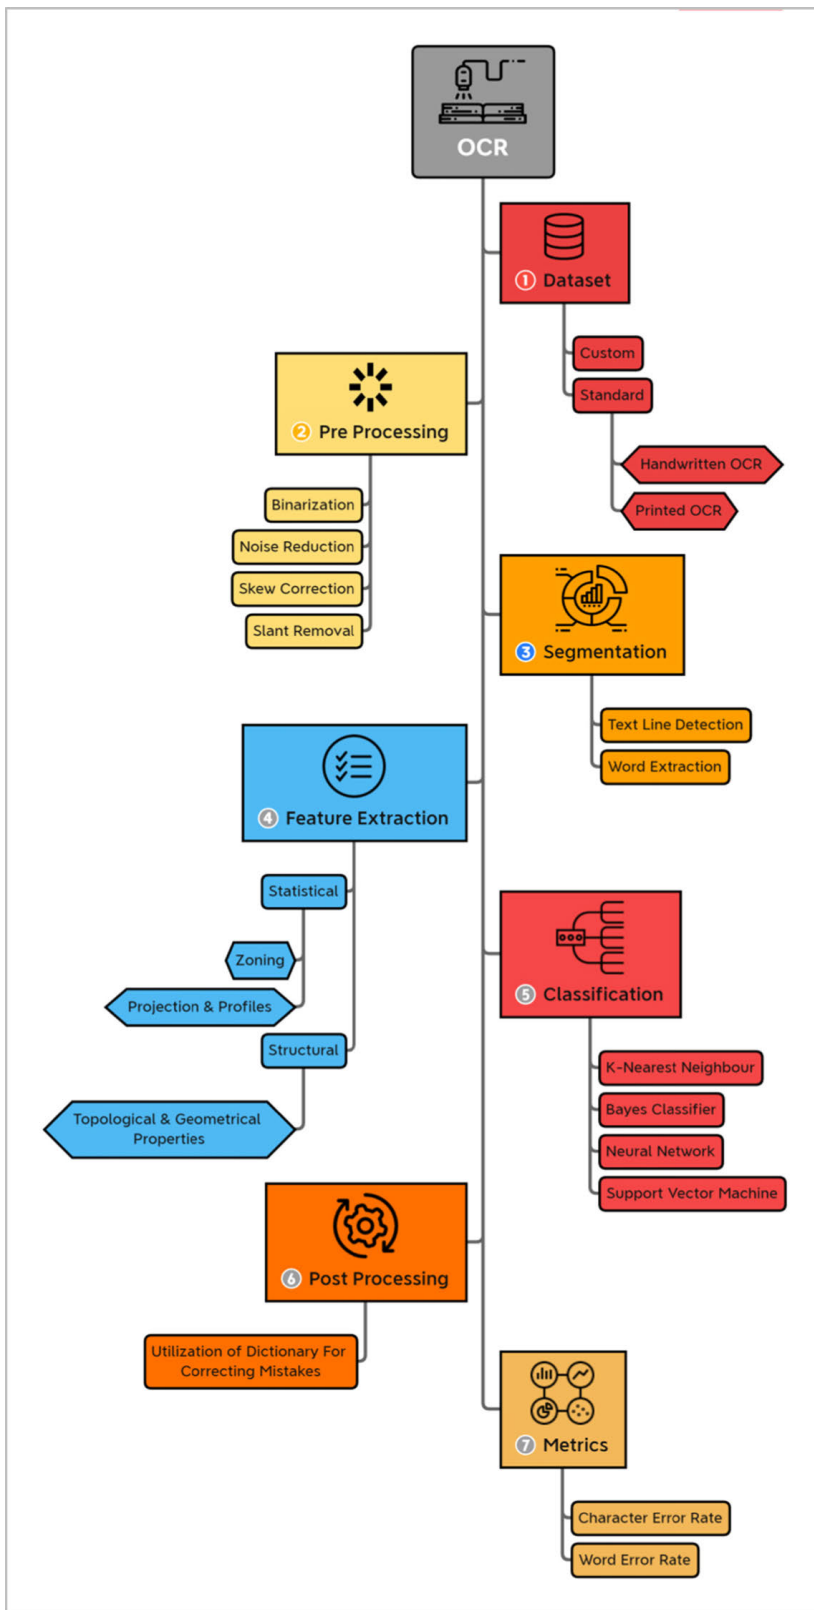 OCR
1 Dataset
Custom
Standard
Handwritten OCR
Printed OCR
2 Pre Processing
Binarization
Noise Reduction
Skew Correction
Slant Removal
3 Segmentation
Text Line Detection
Word Extraction
4 Feature Extraction
Statistical
Zoning
Projection & Profiles
Structural
Topological & Geometrical
Properties
5 Classification
K-Nearest Neighbour
Bayes Classifier
Neural Network
Support Vector Machine
6 Post Processing
Utilization of Dictionary For
Correcting Mistakes
7 Metrics
Character Error Rate
Word Error Rate